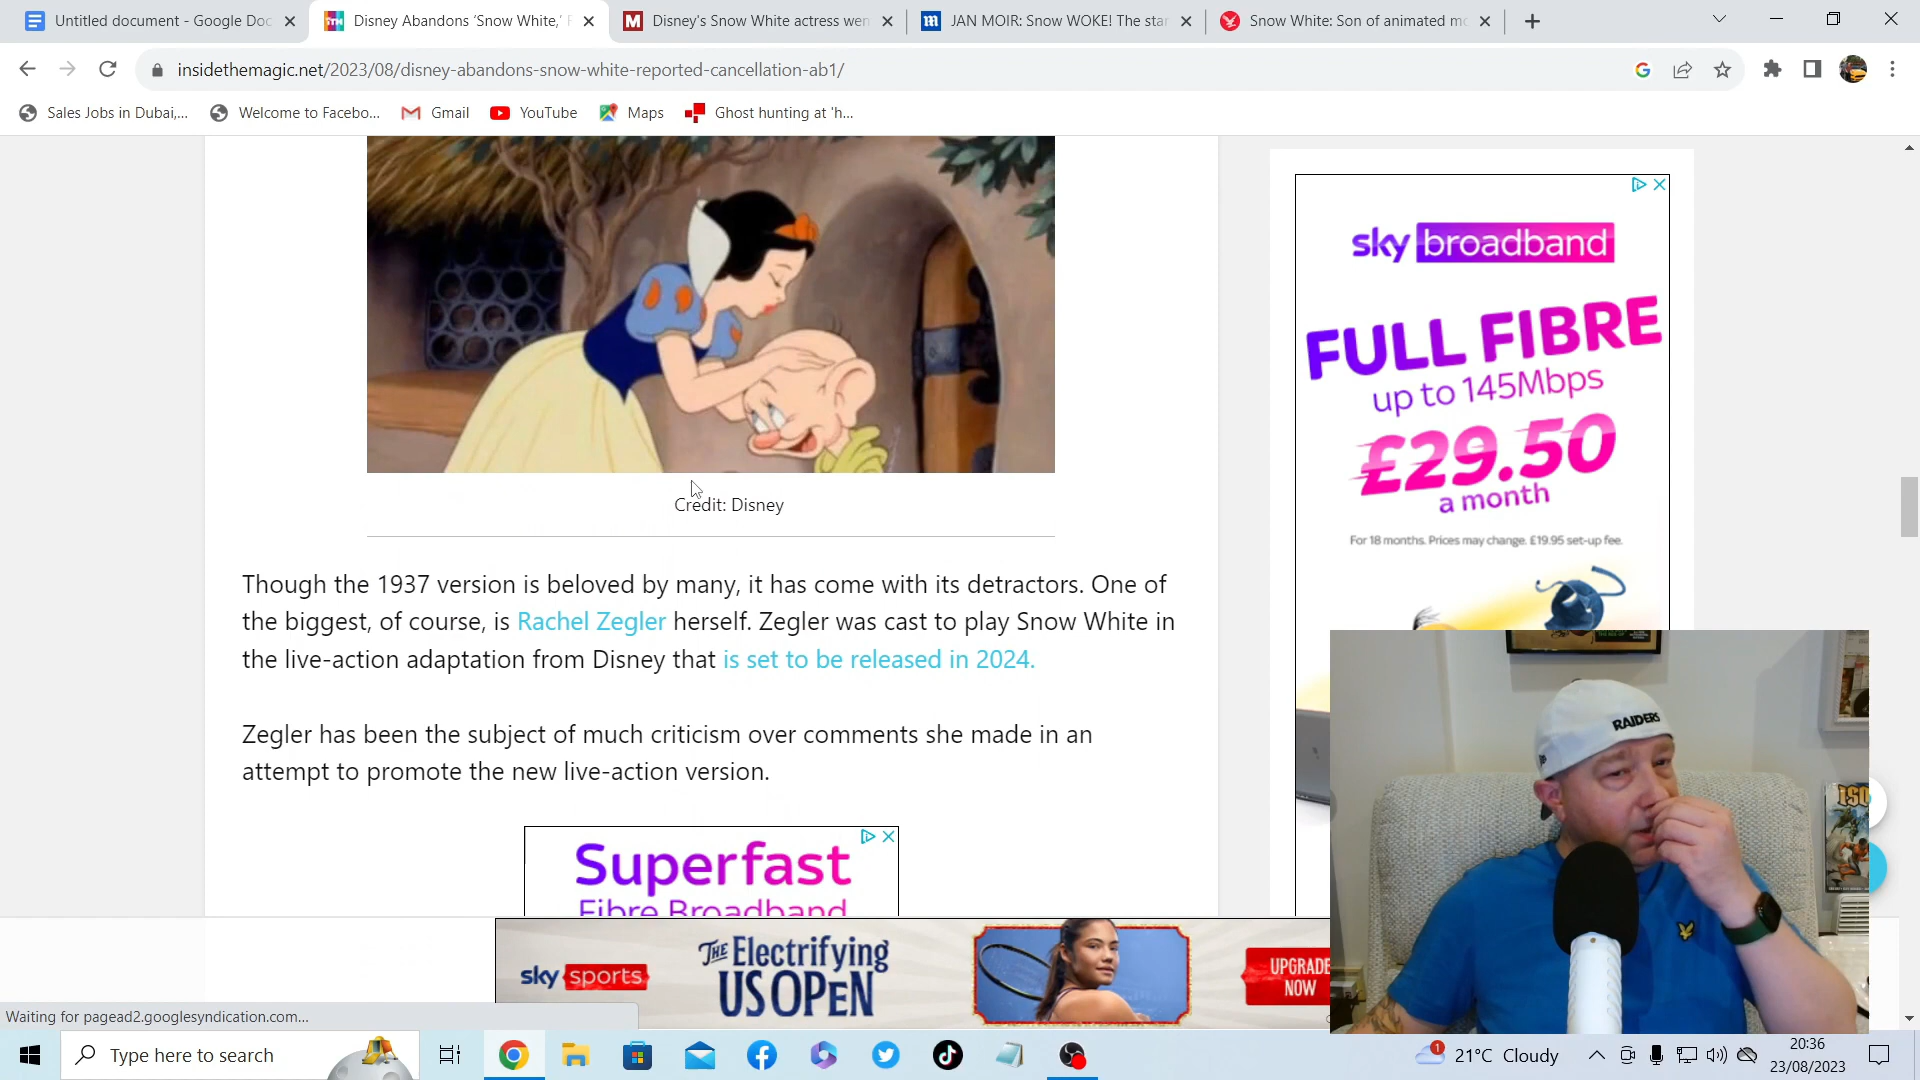 Untitled document - Google Doc
Disney Abandons 'Snow White,'
Disney's Snow White actress wen
JAN MOIR: Snow WOKE! The star
Snow White: Son of animated mo
insidethemagic.net/2023/08/disney-abandons-snow-white-reported-cancellation-ab1/
Sales Jobs in Dubai,...
Welcome to Facebo...
Gmail
YouTube
Maps
Ghost hunting at 'h...
Credit: Disney
Though the 1937 version is beloved by many, it has come with its detractors. One of
the biggest, of course, is Rachel Zegler herself. Zegler was cast to play Snow White in
the live-action adaptation from Disney that is set to be released in 2024.
Zegler has been the subject of much criticism over comments she made in an
attempt to promote the new live-action version.
sky broadband
FULL FIBRE
up to 145Mbps
£29.50
a month
For 18 months. Prices may change. £19.95 set-up fee.
Superfast
Fibre Broadband
sky sports
THE Electrifying
US OPEN
UPGRADE
NOW
RAIDERS
ISO
Waiting for pagead2.googlesyndication.com...
Type here to search
1
21°C Cloudy
20:36
23/08/2023